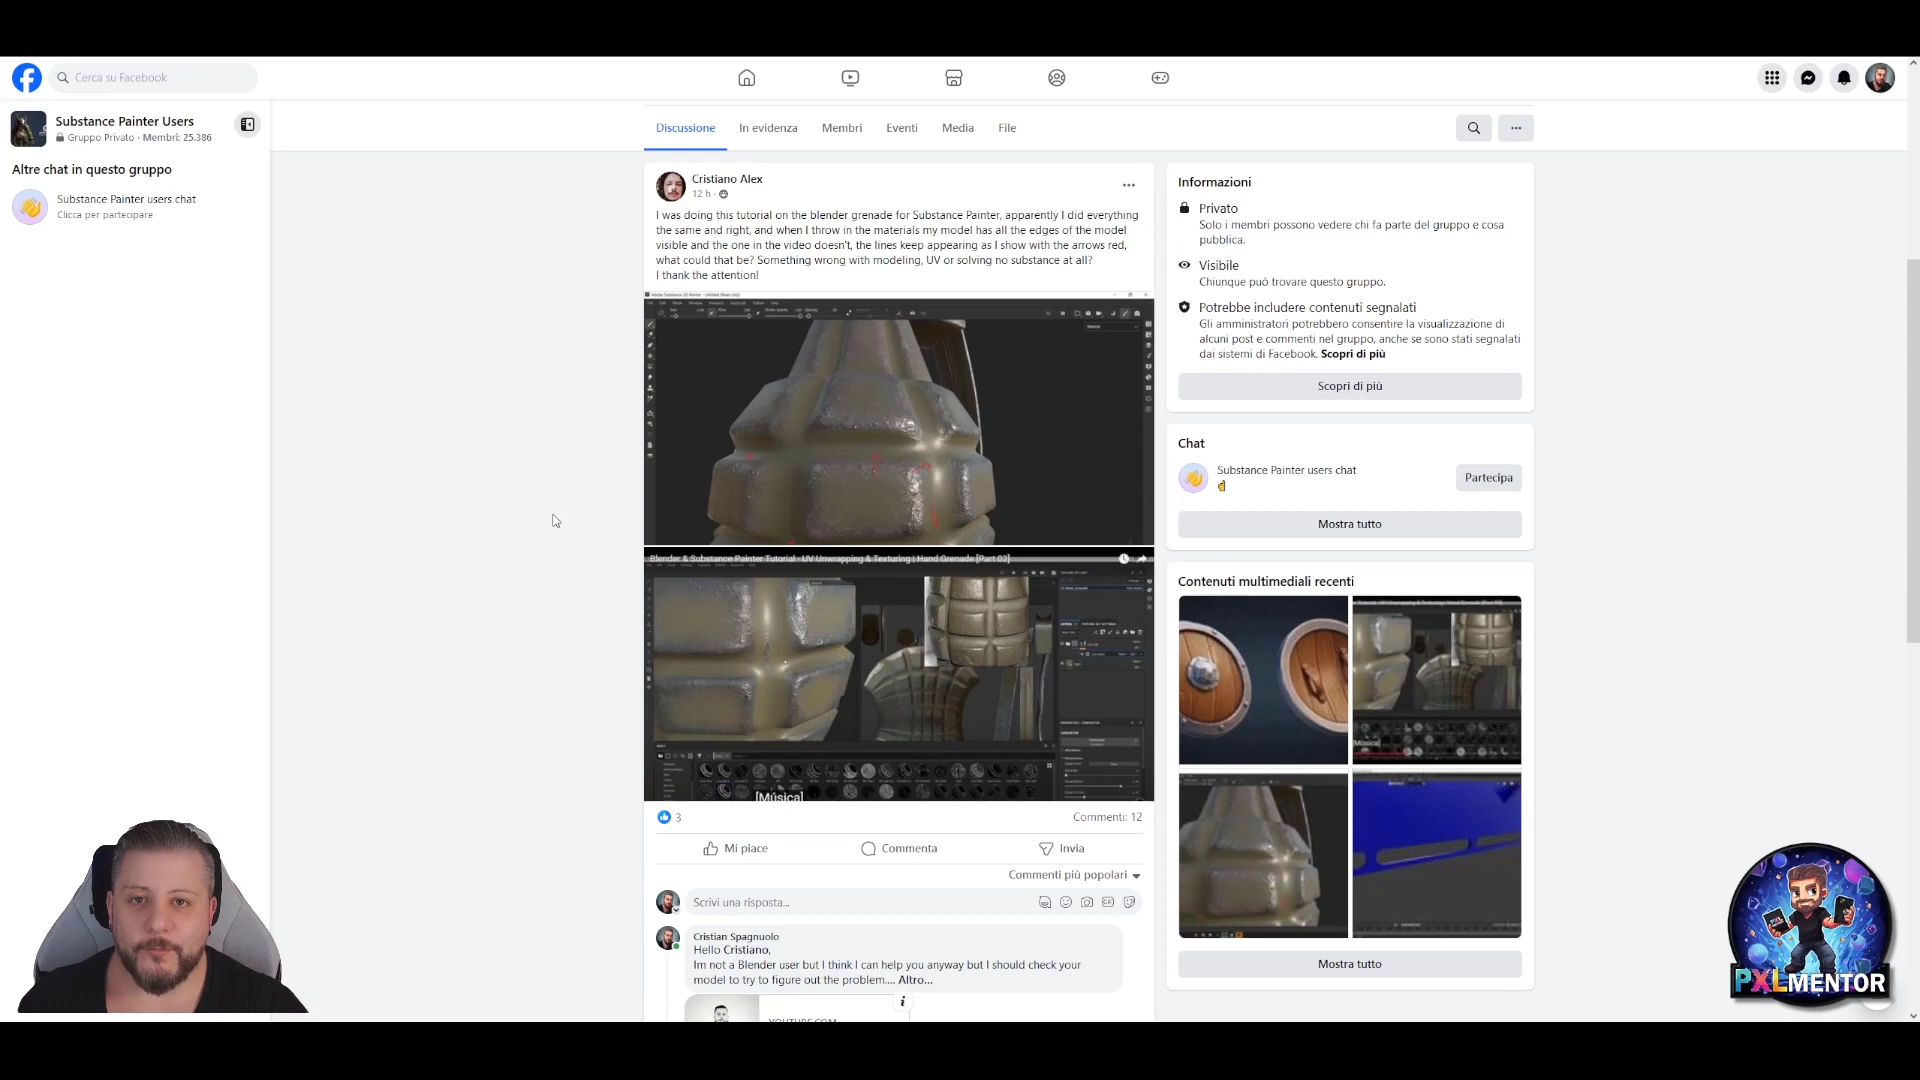 Cerca su Facebook
Substance Painter Users
Gruppo Privato · Membri: 25.386
Altre chat in questo gruppo
Substance Painter users chat
Clicca per partecipare
Discussione
In evidenza
Membri
Eventi
Media
File
Cristiano Alex
12 h ·
I was doing this tutorial on the blender grenade for Substance Painter, apparently I did everything
the same and right, and when I throw in the materials my model has all the edges of the model
visible and the one in the video doesn't, the lines keep appearing as I show with the arrows red,
what could that be? Something wrong with modeling, UV or solving no substance at all?
I thank the attention!
Blender & Substance Painter Tutorial - UV Unwrapping & Texturing | Hand Grenade [Part 02]
[Música]
3
Commenti: 12
Mi piace
Commenta
Invia
Commenti più popolari
Scrivi una risposta...
Cristian Spagnuolo
Hello Cristiano,
Im not a Blender user but I think I can help you anyway but I should check your
model to try to figure out the problem.... Altro...
YOUTUBE.COM
Informazioni
Privato
Solo i membri possono vedere chi fa parte del gruppo e cosa
pubblica.
Visibile
Chiunque può trovare questo gruppo.
Potrebbe includere contenuti segnalati
Gli amministratori potrebbero consentire la visualizzazione di
alcuni post e commenti nel gruppo, anche se sono stati segnalati
dai sistemi di Facebook. Scopri di più
Scopri di più
Chat
Substance Painter users chat
Partecipa
Mostra tutto
Contenuti multimediali recenti
Mostra tutto
PXLMENTOR